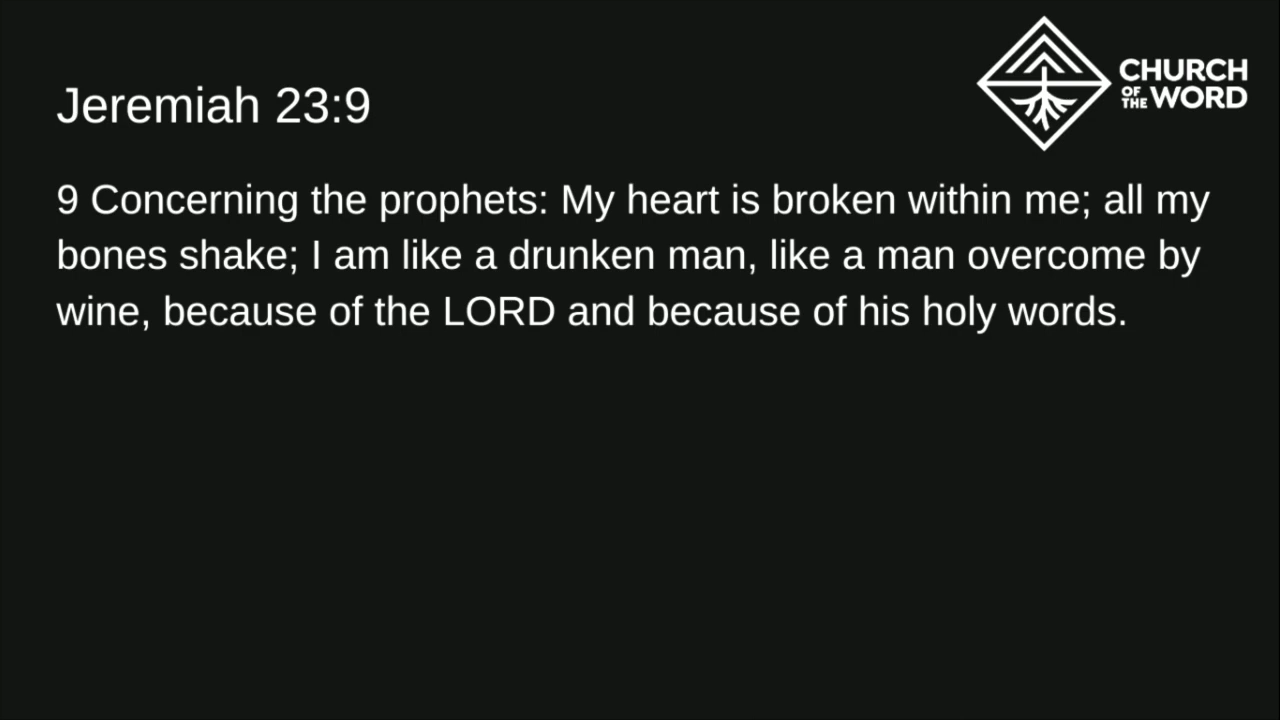 CHURCH
OF THE WORD
Jeremiah 23:9
9 Concerning the prophets: My heart is broken within me; all my
bones shake; I am like a drunken man, like a man overcome by
wine, because of the LORD and because of his holy words.